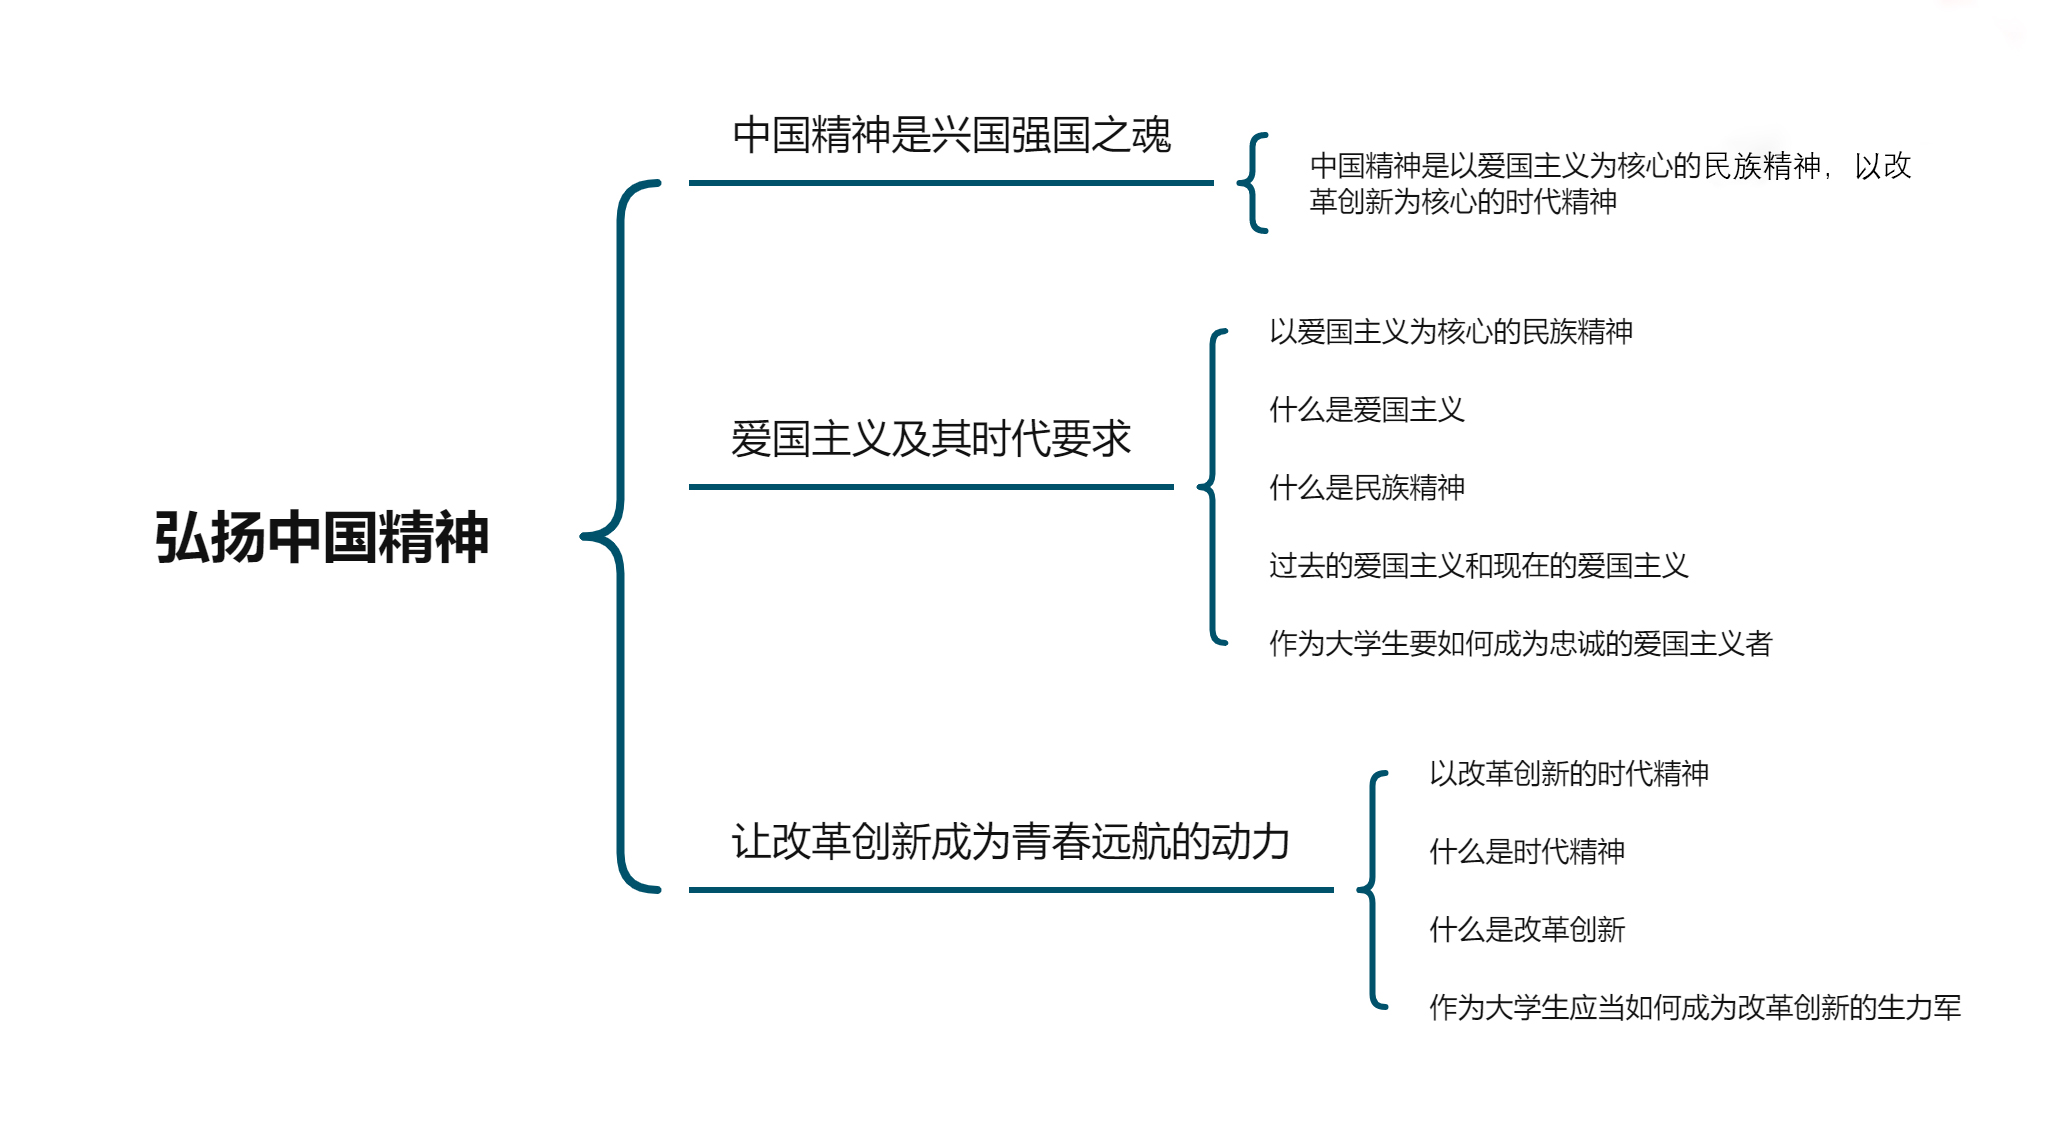 弘扬中国精神
中国精神是兴国强国之魂
中国精神是以爱国主义为核心的民族精神，以改
革创新为核心的时代精神
爱国主义及其时代要求
以爱国主义为核心的民族精神
什么是爱国主义
什么是民族精神
过去的爱国主义和现在的爱国主义
作为大学生要如何成为忠诚的爱国主义者
让改革创新成为青春远航的动力
以改革创新的时代精神
什么是时代精神
什么是改革创新
作为大学生应当如何成为改革创新的生力军